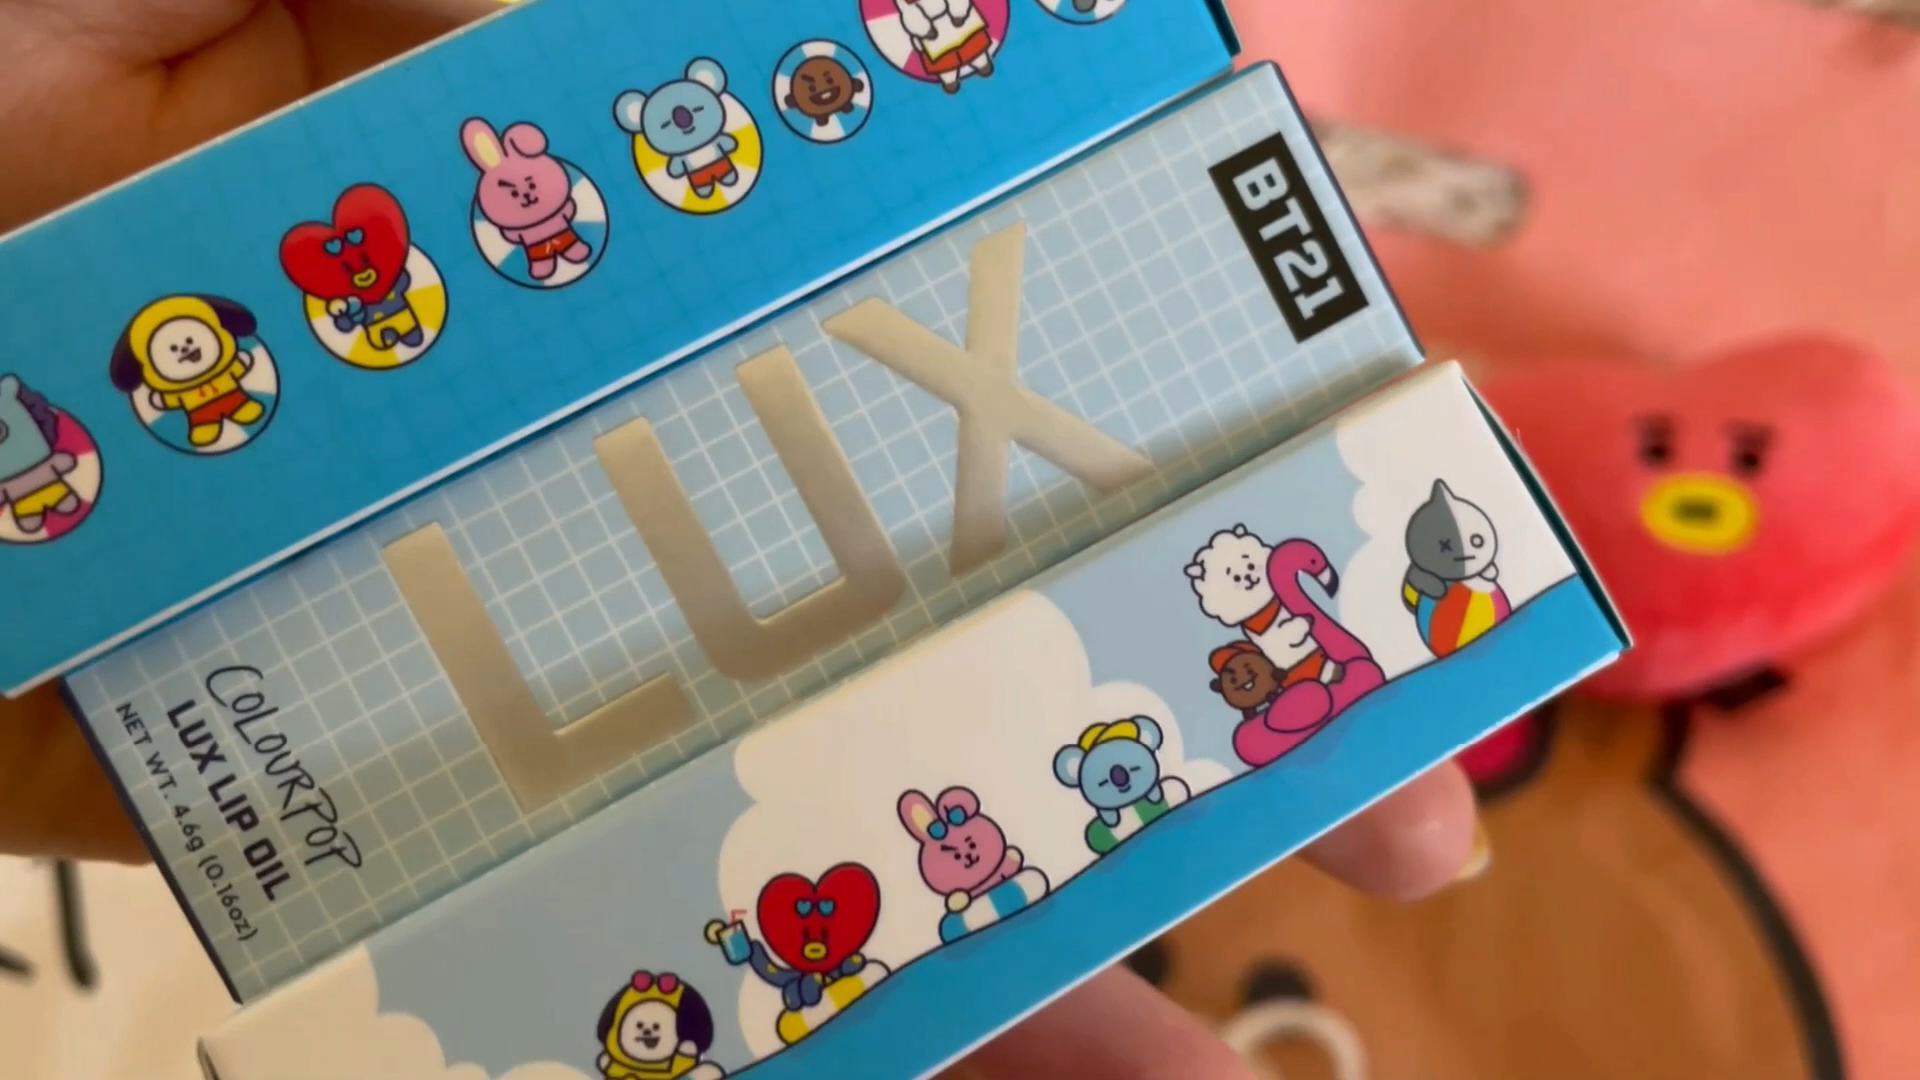 BT21
LUX
COLOURPOP
LUX LIP OIL
NET WT. 4.6g (0.16oz)